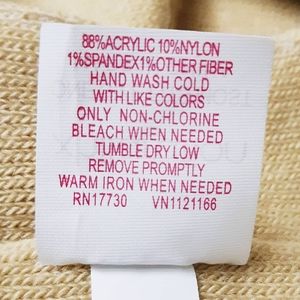 88%ACRYLIC 10%NYLON
1%SPANDEX1%OTHER FIBER
HAND WASH COLD
WITH LIKE COLORS
ONLY NON-CHLORINE
BLEACH WHEN NEEDED
TUMBLE DRY LOW
REMOVE PROMPTLY
WARM IRON WHEN NEEDED
RN17730 VN1121166